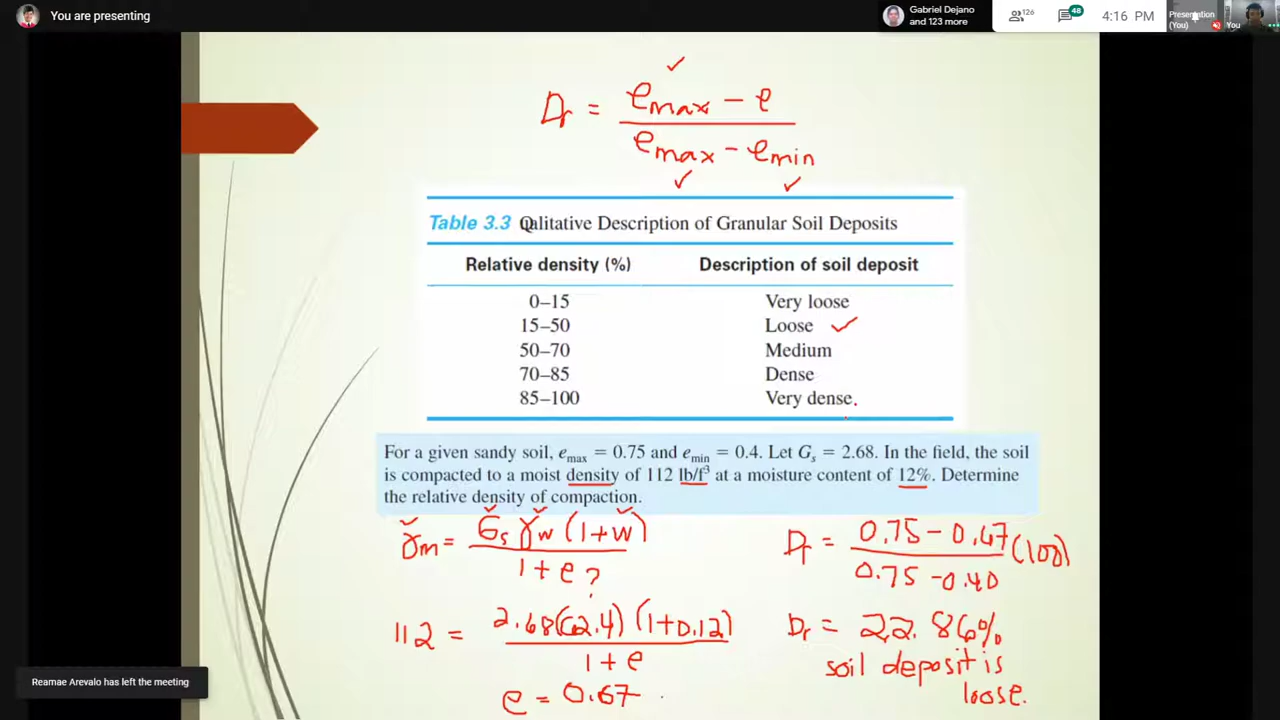 You are presenting
Gabriel Dejano
and 123 more
126
48
4:16 PM
Presentation
(You)
You
Dr = emax - e / emax - emin
Table 3.3 Qalitative Description of Granular Soil Deposits
Relative density (%) Description of soil deposit
0–15 Very loose
15–50 Loose
50–70 Medium
70–85 Dense
85–100 Very dense.
For a given sandy soil, emax = 0.75 and emin = 0.4. Let Gs = 2.68. In the field, the soil
is compacted to a moist density of 112 lb/f³ at a moisture content of 12%. Determine
the relative density of compaction.
γm = Gs γw (1+w) / 1+e ?
112 = 2.68(62.4)(1+0.12) / 1+e
e = 0.67
Dr = 0.75-0.67 / 0.75-0.40 (100)
Dr = 22.86%
soil deposit is
loose.
Reamae Arevalo has left the meeting